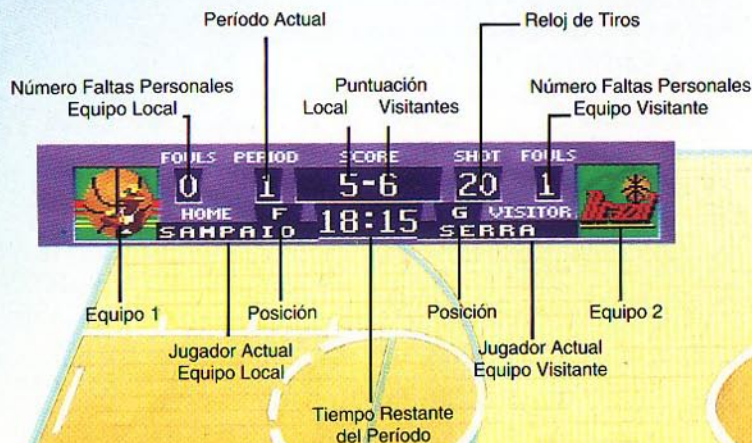 Período Actual
Reloj de Tiros
Número Faltas Personales
Equipo Local
Puntuación
Local Visitantes
Número Faltas Personales
Equipo Visitante
FOULS PERIOD SCORE SHOT FOULS
0 1 5-6 20 1
HOME F 18:15 G VISITOR
SAMPAIO SERRA
Equipo 1
Posición
Posición
Equipo 2
Jugador Actual
Equipo Local
Jugador Actual
Equipo Visitante
Tiempo Restante
del Período